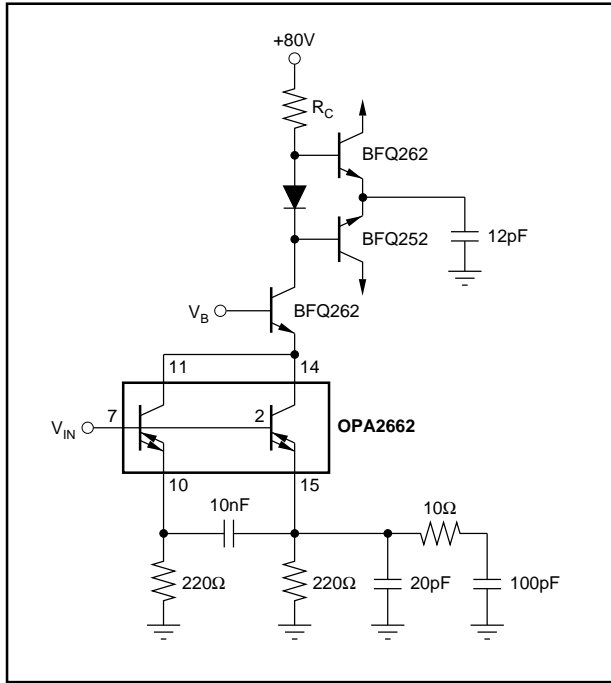 +80V
R_C
BFQ262
BFQ252
12pF
V_B
BFQ262
11
14
V_IN
7
2
OPA2662
10
15
10nF
10Ω
220Ω
220Ω
20pF
100pF